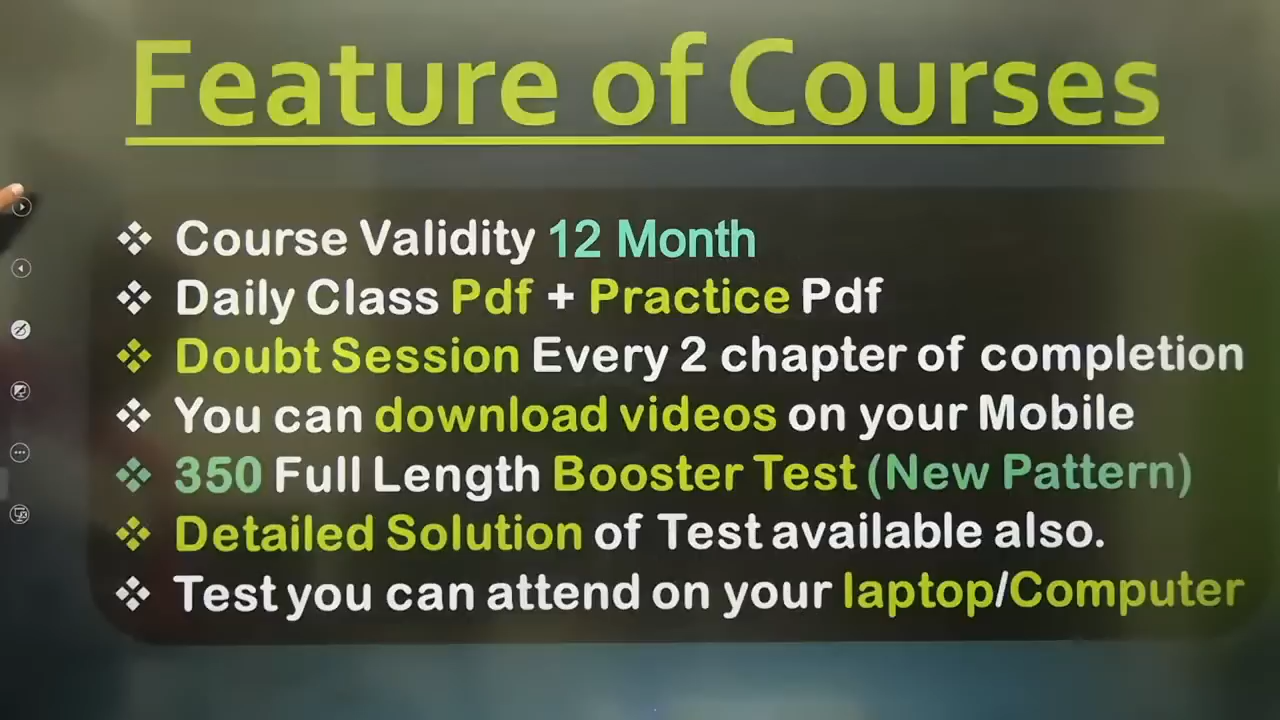 Feature of Courses
❖ Course Validity 12 Month
❖ Daily Class Pdf + Practice Pdf
❖ Doubt Session Every 2 chapter of completion
❖ You can download videos on your Mobile
❖ 350 Full Length Booster Test (New Pattern)
❖ Detailed Solution of Test available also.
❖ Test you can attend on your laptop/Computer